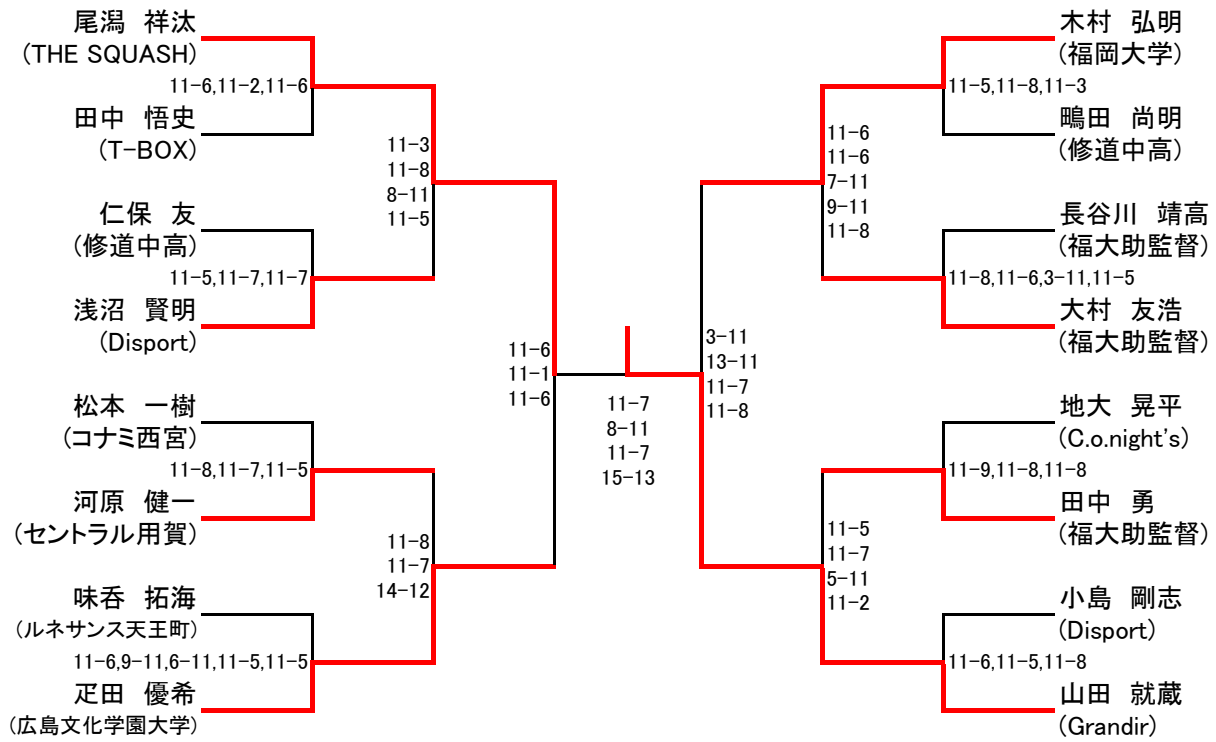 尾潟 祥汰
(THE SQUASH)
11-6,11-2,11-6
田中 悟史
(T-BOX)
11-3
11-8
8-11
11-5
仁保 友
(修道中高)
11-5,11-7,11-7
浅沼 賢明
(Disport)
11-6
11-1
11-6
松本 一樹
(コナミ西宮)
11-8,11-7,11-5
河原 健一
(セントラル用賀)
11-8
11-7
14-12
味呑 拓海
(ルネサンス天王町)
11-6,9-11,6-11,11-5,11-5
疋田 優希
(広島文化学園大学)
11-7
8-11
11-7
15-13
木村 弘明
(福岡大学)
11-5,11-8,11-3
鴫田 尚明
(修道中高)
11-6
11-6
7-11
9-11
11-8
長谷川 靖高
(福大助監督)
11-8,11-6,3-11,11-5
大村 友浩
(福大助監督)
3-11
13-11
11-7
11-8
地大 晃平
(C.o.night's)
11-9,11-8,11-8
田中 勇
(福大助監督)
11-5
11-7
5-11
11-2
小島 剛志
(Disport)
11-6,11-5,11-8
山田 就蔵
(Grandir)